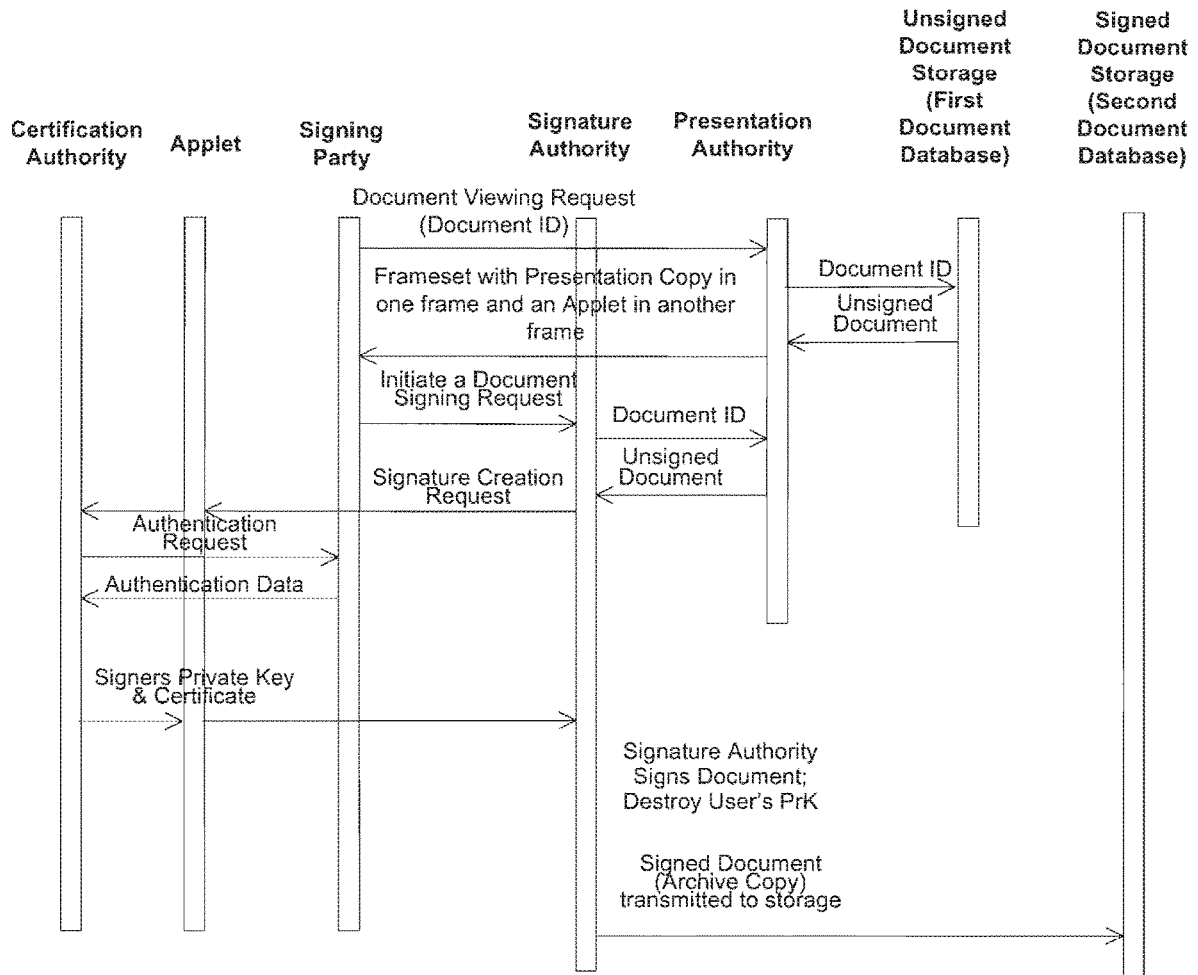 Unsigned
Document
Storage
(First
Document
Database)
Signed
Document
Storage
(Second
Document
Database)
Certification
Authority
Applet
Signing
Party
Signature
Authority
Presentation
Authority
Document Viewing Request
(Document ID)
Document ID
Frameset with Presentation Copy in
one frame and an Applet in another
frame
Unsigned
Document
Initiate a Document
Signing Request
Document ID
Unsigned
Document
Signature Creation
Request
Authentication
Request
Authentication Data
Signers Private Key
& Certificate
Signature Authority
Signs Document;
Destroy User's PrK
Signed Document
(Archive Copy)
transmitted to storage